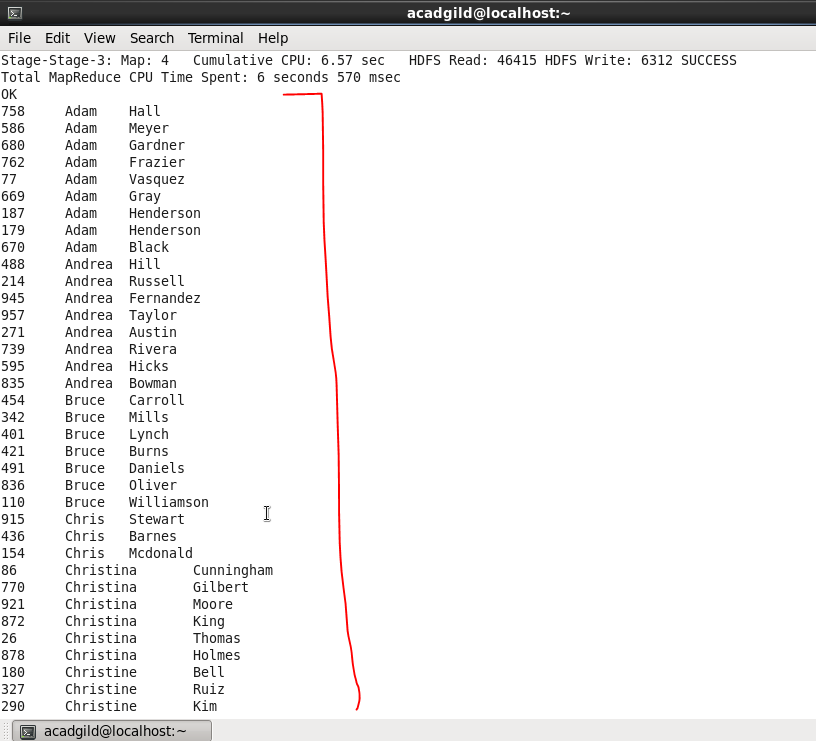 acadgild@localhost:~
File Edit View Search Terminal Help
Stage-Stage-3: Map: 4 Cumulative CPU: 6.57 sec HDFS Read: 46415 HDFS Write: 6312 SUCCESS
Total MapReduce CPU Time Spent: 6 seconds 570 msec
OK
758 Adam Hall
586 Adam Meyer
680 Adam Gardner
762 Adam Frazier
77 Adam Vasquez
669 Adam Gray
187 Adam Henderson
179 Adam Henderson
670 Adam Black
488 Andrea Hill
214 Andrea Russell
945 Andrea Fernandez
957 Andrea Taylor
271 Andrea Austin
739 Andrea Rivera
595 Andrea Hicks
835 Andrea Bowman
454 Bruce Carroll
342 Bruce Mills
401 Bruce Lynch
421 Bruce Burns
491 Bruce Daniels
836 Bruce Oliver
110 Bruce Williamson
915 Chris Stewart
436 Chris Barnes
154 Chris Mcdonald
86 Christina Cunningham
770 Christina Gilbert
921 Christina Moore
872 Christina King
26 Christina Thomas
878 Christina Holmes
180 Christine Bell
327 Christine Ruiz
290 Christine Kim
acadgild@localhost:~